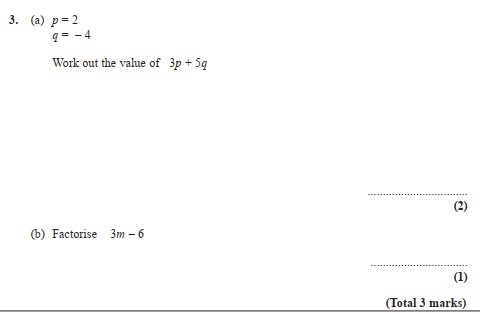 3. (a) p = 2
q = - 4
Work out the value of 3p + 5q
....................................
(2)
(b) Factorise 3m – 6
....................................
(1)
(Total 3 marks)